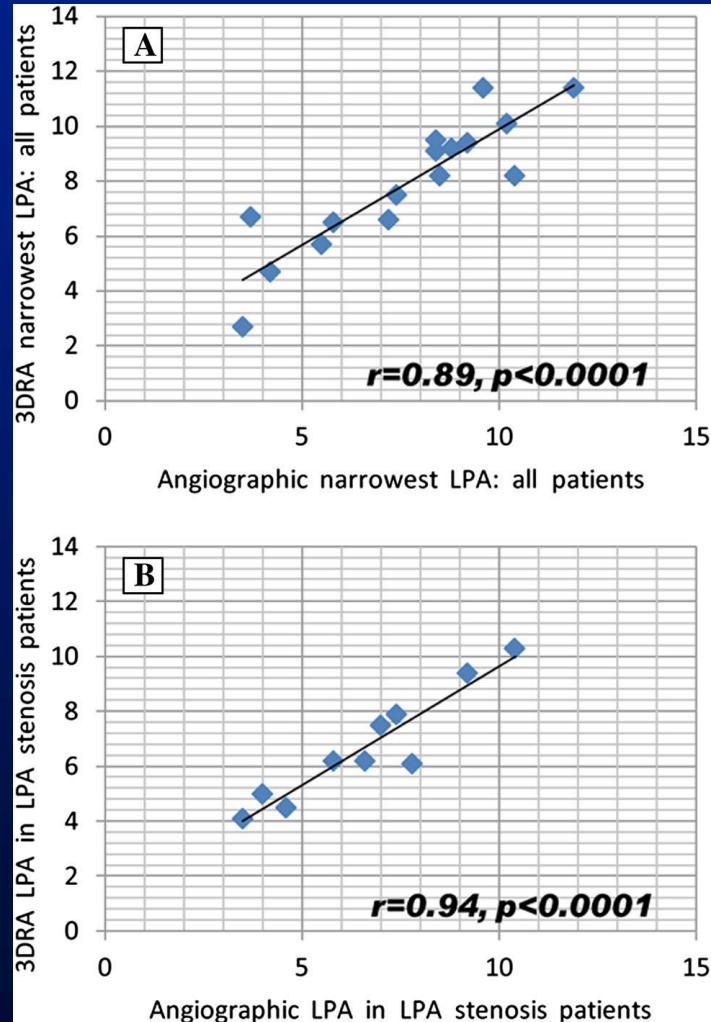 A
14
12
10
8
6
4
2
0
3DRA narrowest LPA: all patients
r=0.89, p<0.0001
0 5 10 15
Angiographic narrowest LPA: all patients
B
14
12
10
8
6
4
2
0
3DRA LPA in LPA stenosis patients
r=0.94, p<0.0001
0 5 10 15
Angiographic LPA in LPA stenosis patients